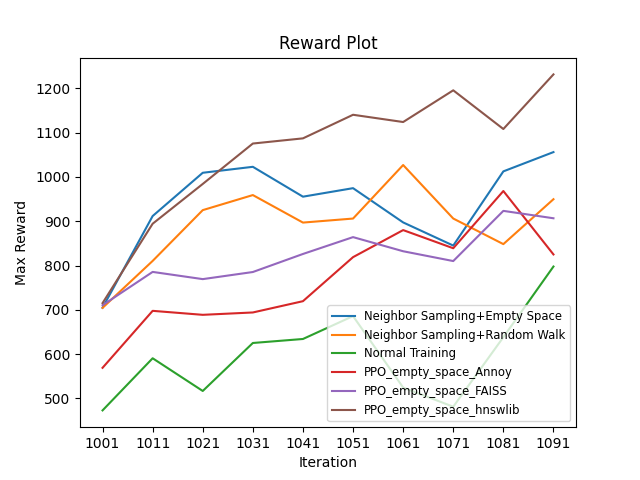 Reward Plot
Max Reward
1200
1100
1000
900
800
700
600
500
Neighbor Sampling+Empty Space
Neighbor Sampling+Random Walk
Normal Training
PPO_empty_space_Annoy
PPO_empty_space_FAISS
PPO_empty_space_hnswlib
1001 1011 1021 1031 1041 1051 1061 1071 1081 1091
Iteration